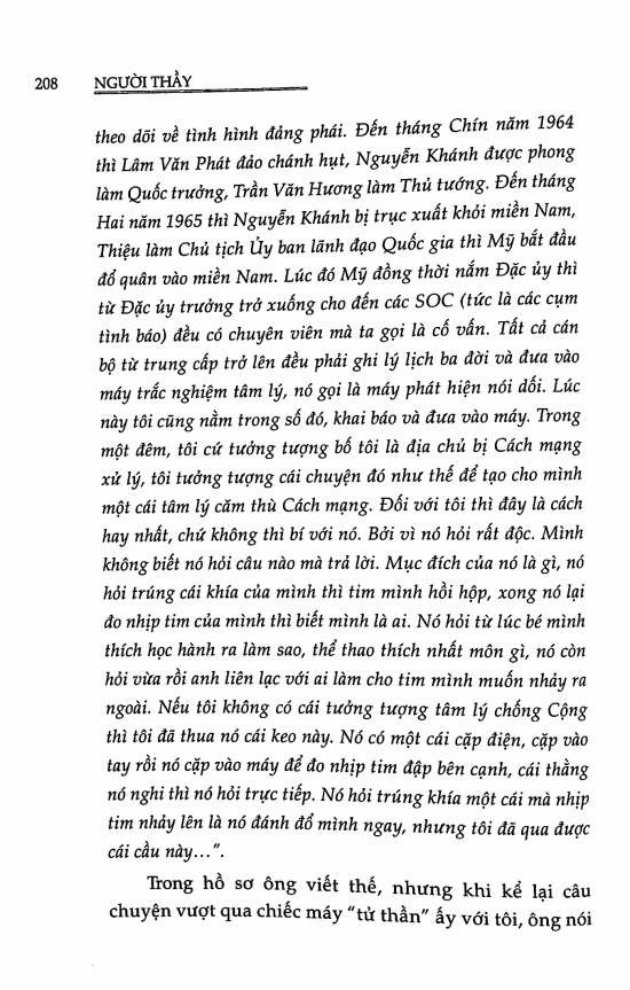 208 NGƯỜI THẦY
theo dõi về tình hình đảng phái. Đến tháng Chín năm 1964
thì Lâm Văn Phát đảo chánh hụt, Nguyễn Khánh được phong
làm Quốc trưởng, Trần Văn Hương làm Thủ tướng. Đến tháng
Hai năm 1965 thì Nguyễn Khánh bị trục xuất khỏi miền Nam,
Thiệu làm Chủ tịch Ủy ban lãnh đạo Quốc gia thì Mỹ bắt đầu
đổ quân vào miền Nam. Lúc đó Mỹ đồng thời nắm Đặc ủy thì
từ Đặc ủy trưởng trở xuống cho đến các SOC (tức là các cụm
tình báo) đều có chuyên viên mà ta gọi là cố vấn. Tất cả cán
bộ từ trung cấp trở lên đều phải ghi lý lịch ba đời và đưa vào
máy trắc nghiệm tâm lý, nó gọi là máy phát hiện nói dối. Lúc
này tôi cũng nằm trong số đó, khai báo và đưa vào máy. Trong
một đêm, tôi cứ tưởng tượng bố tôi là địa chủ bị Cách mạng
xử lý, tôi tưởng tượng cái chuyện đó như thế để tạo cho mình
một cái tâm lý căm thù Cách mạng. Đối với tôi thì đây là cách
hay nhất, chứ không thì bí với nó. Bởi vì nó hỏi rất độc. Mình
không biết nó hỏi câu nào mà trả lời. Mục đích của nó là gì, nó
hỏi trúng cái khía của mình thì tim mình hồi hộp, xong nó lại
đo nhịp tim của mình thì biết mình là ai. Nó hỏi từ lúc bé mình
thích học hành ra làm sao, thể thao thích nhất môn gì, nó còn
hỏi vừa rồi anh liên lạc với ai làm cho tim mình muốn nhảy ra
ngoài. Nếu tôi không có cái tưởng tượng tâm lý chống Cộng
thì tôi đã thua nó cái keo này. Nó có một cái cặp điện, cặp vào
tay rồi nó cặp vào máy để đo nhịp tim đập bên cạnh, cái thằng
nó nghi thì nó hỏi trực tiếp. Nó hỏi trúng khía một cái mà nhịp
tim nhảy lên là nó đánh đổ mình ngay, nhưng tôi đã qua được
cái cầu này...".
Trong hồ sơ ông viết thế, nhưng khi kể lại câu
chuyện vượt qua chiếc máy "tử thần" ấy với tôi, ông nói